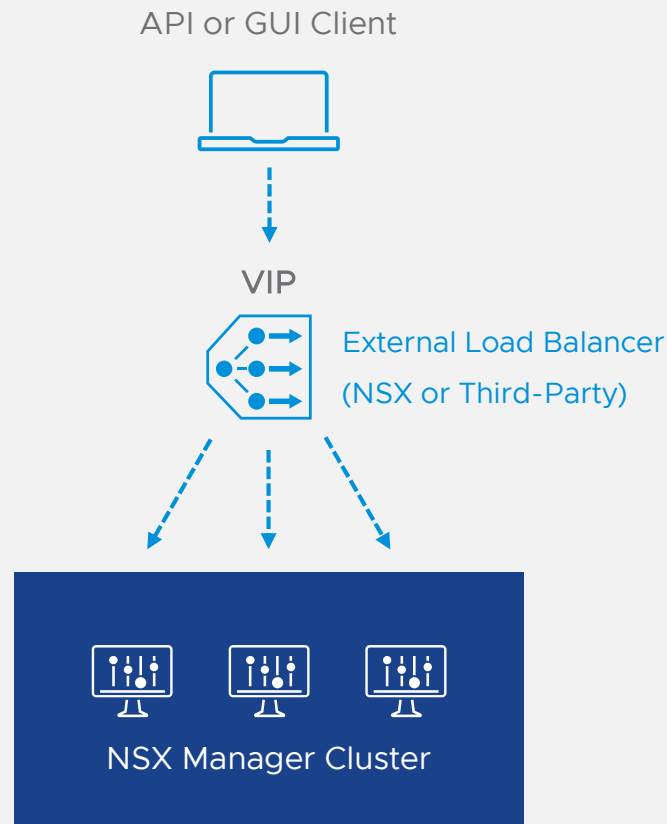 API or GUI Client
VIP
External Load Balancer
(NSX or Third-Party)
NSX Manager Cluster